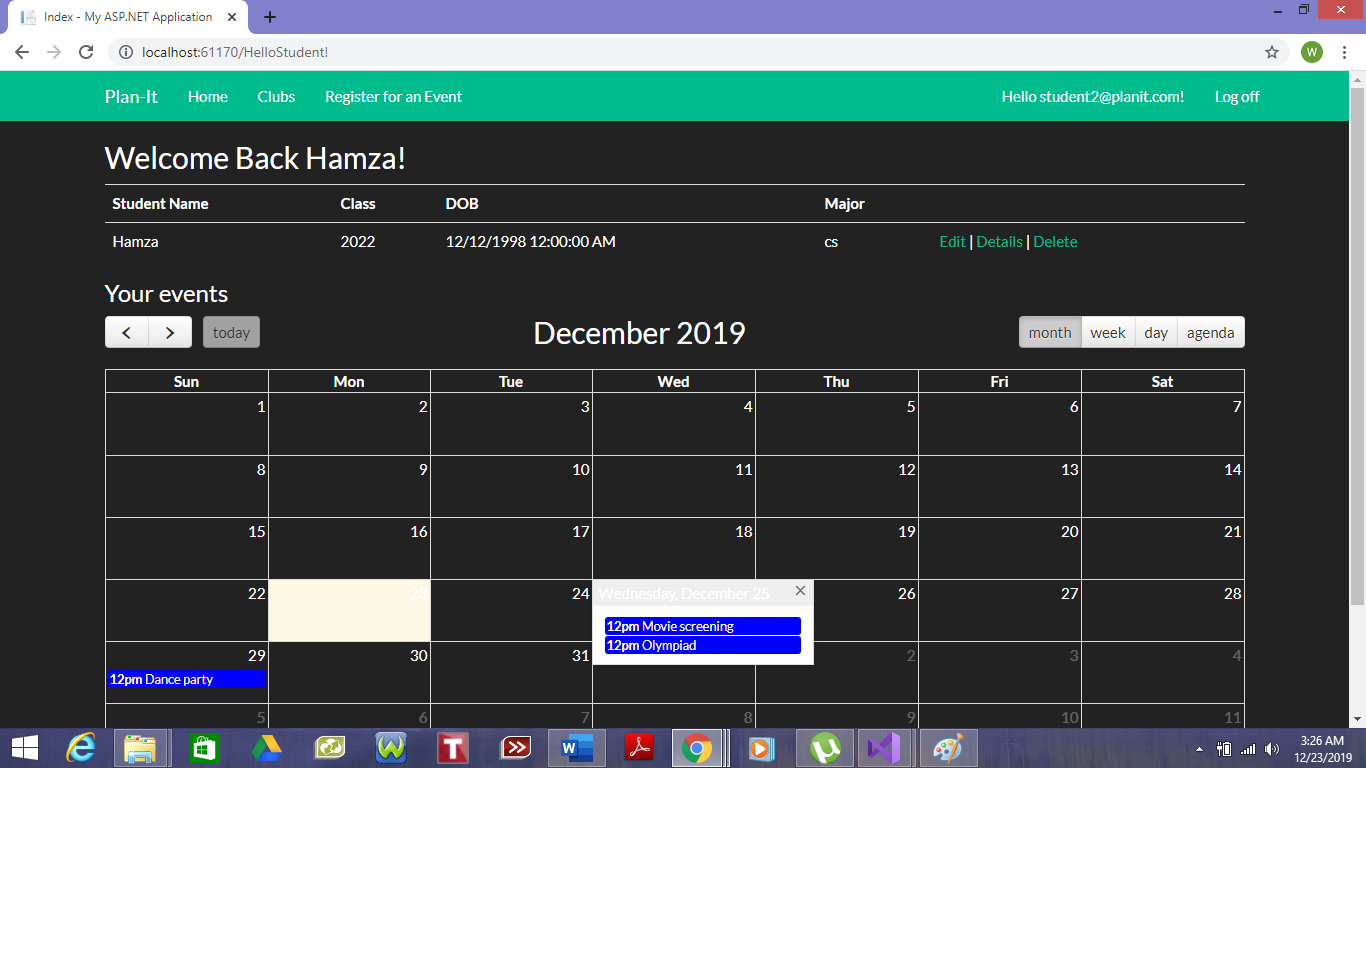 Index - My ASP.NET Application
localhost:61170/HelloStudent!
W
Plan-It Home Clubs Register for an Event Hello student2@planit.com! Log off
Welcome Back Hamza!
Student Name Class DOB Major
Hamza 2022 12/12/1998 12:00:00 AM cs Edit | Details | Delete
Your events
today December 2019 month week day agenda
Sun Mon Tue Wed Thu Fri Sat
1 2 3 4 5 6 7
8 9 10 11 12 13 14
15 16 17 18 19 20 21
22 23 24 Wednesday, December 25 26 27 28
12pm Movie screening
12pm Olympiad
29 30 31 2 3 4
12pm Dance party
5 6 7 8 9 10 11
3:26 AM
12/23/2019